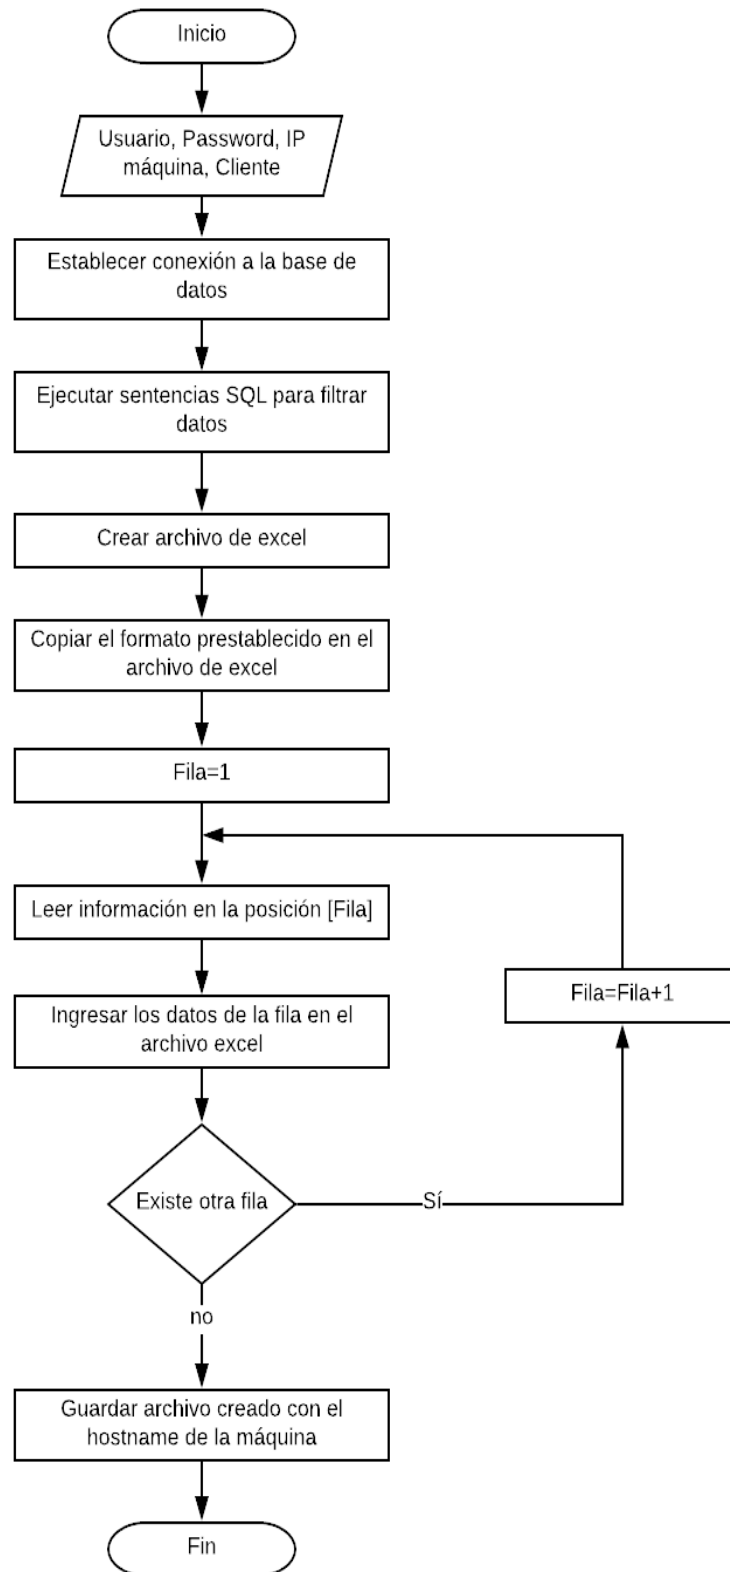 Inicio
Usuario, Password, IP
máquina, Cliente
Establecer conexión a la base de
datos
Ejecutar sentencias SQL para filtrar
datos
Crear archivo de excel
Copiar el formato prestablecido en el
archivo de excel
Fila=1
Leer información en la posición [Fila]
Fila=Fila+1
Ingresar los datos de la fila en el
archivo excel
Existe otra fila
Sí
no
Guardar archivo creado con el
hostname de la máquina
Fin